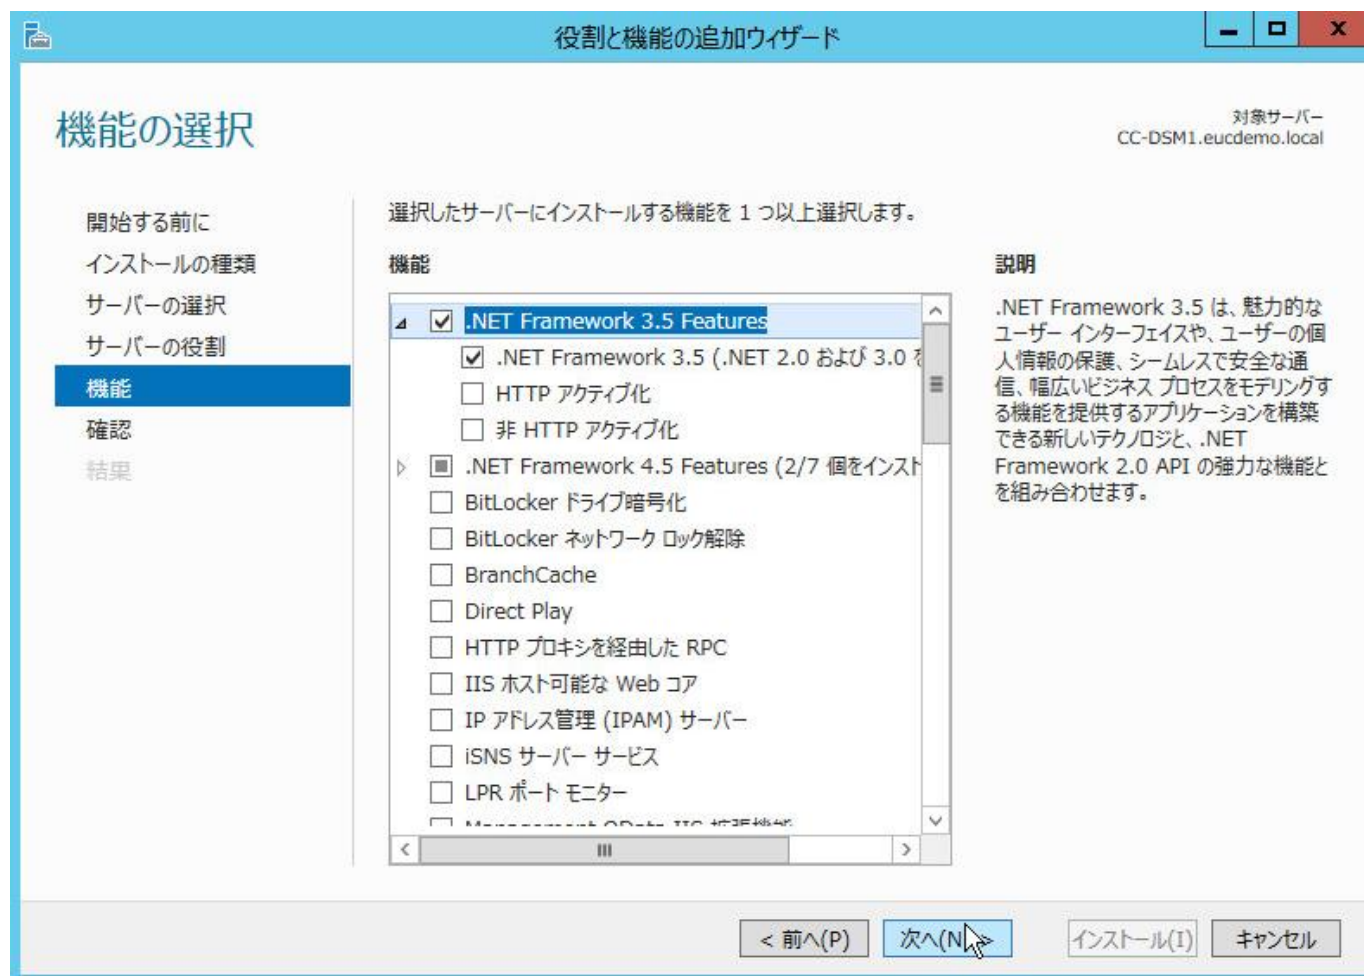 役割と機能の追加ウィザード
機能の選択
対象サーバー
CC-DSM1.eucdemo.local
開始する前に
インストールの種類
サーバーの選択
サーバーの役割
機能
確認
結果
選択したサーバーにインストールする機能を 1 つ以上選択します。
機能
.NET Framework 3.5 Features
.NET Framework 3.5 (.NET 2.0 および 3.0 を
HTTP アクティブ化
非 HTTP アクティブ化
.NET Framework 4.5 Features (2/7 個をインスト
BitLocker ドライブ暗号化
BitLocker ネットワーク ロック解除
BranchCache
Direct Play
HTTP プロキシを経由した RPC
IIS ホスト可能な Web コア
IP アドレス管理 (IPAM) サーバー
iSNS サーバー サービス
LPR ポート モニター
Management OData IIS 拡張機能
説明
.NET Framework 3.5 は、魅力的な
ユーザー インターフェイスや、ユーザーの個
人情報の保護、シームレスで安全な通
信、幅広いビジネス プロセスをモデリングす
る機能を提供するアプリケーションを構築
できる新しいテクノロジと、.NET
Framework 2.0 API の強力な機能と
を組み合わせます。
< 前へ(P)
次へ(N) >
インストール(I)
キャンセル